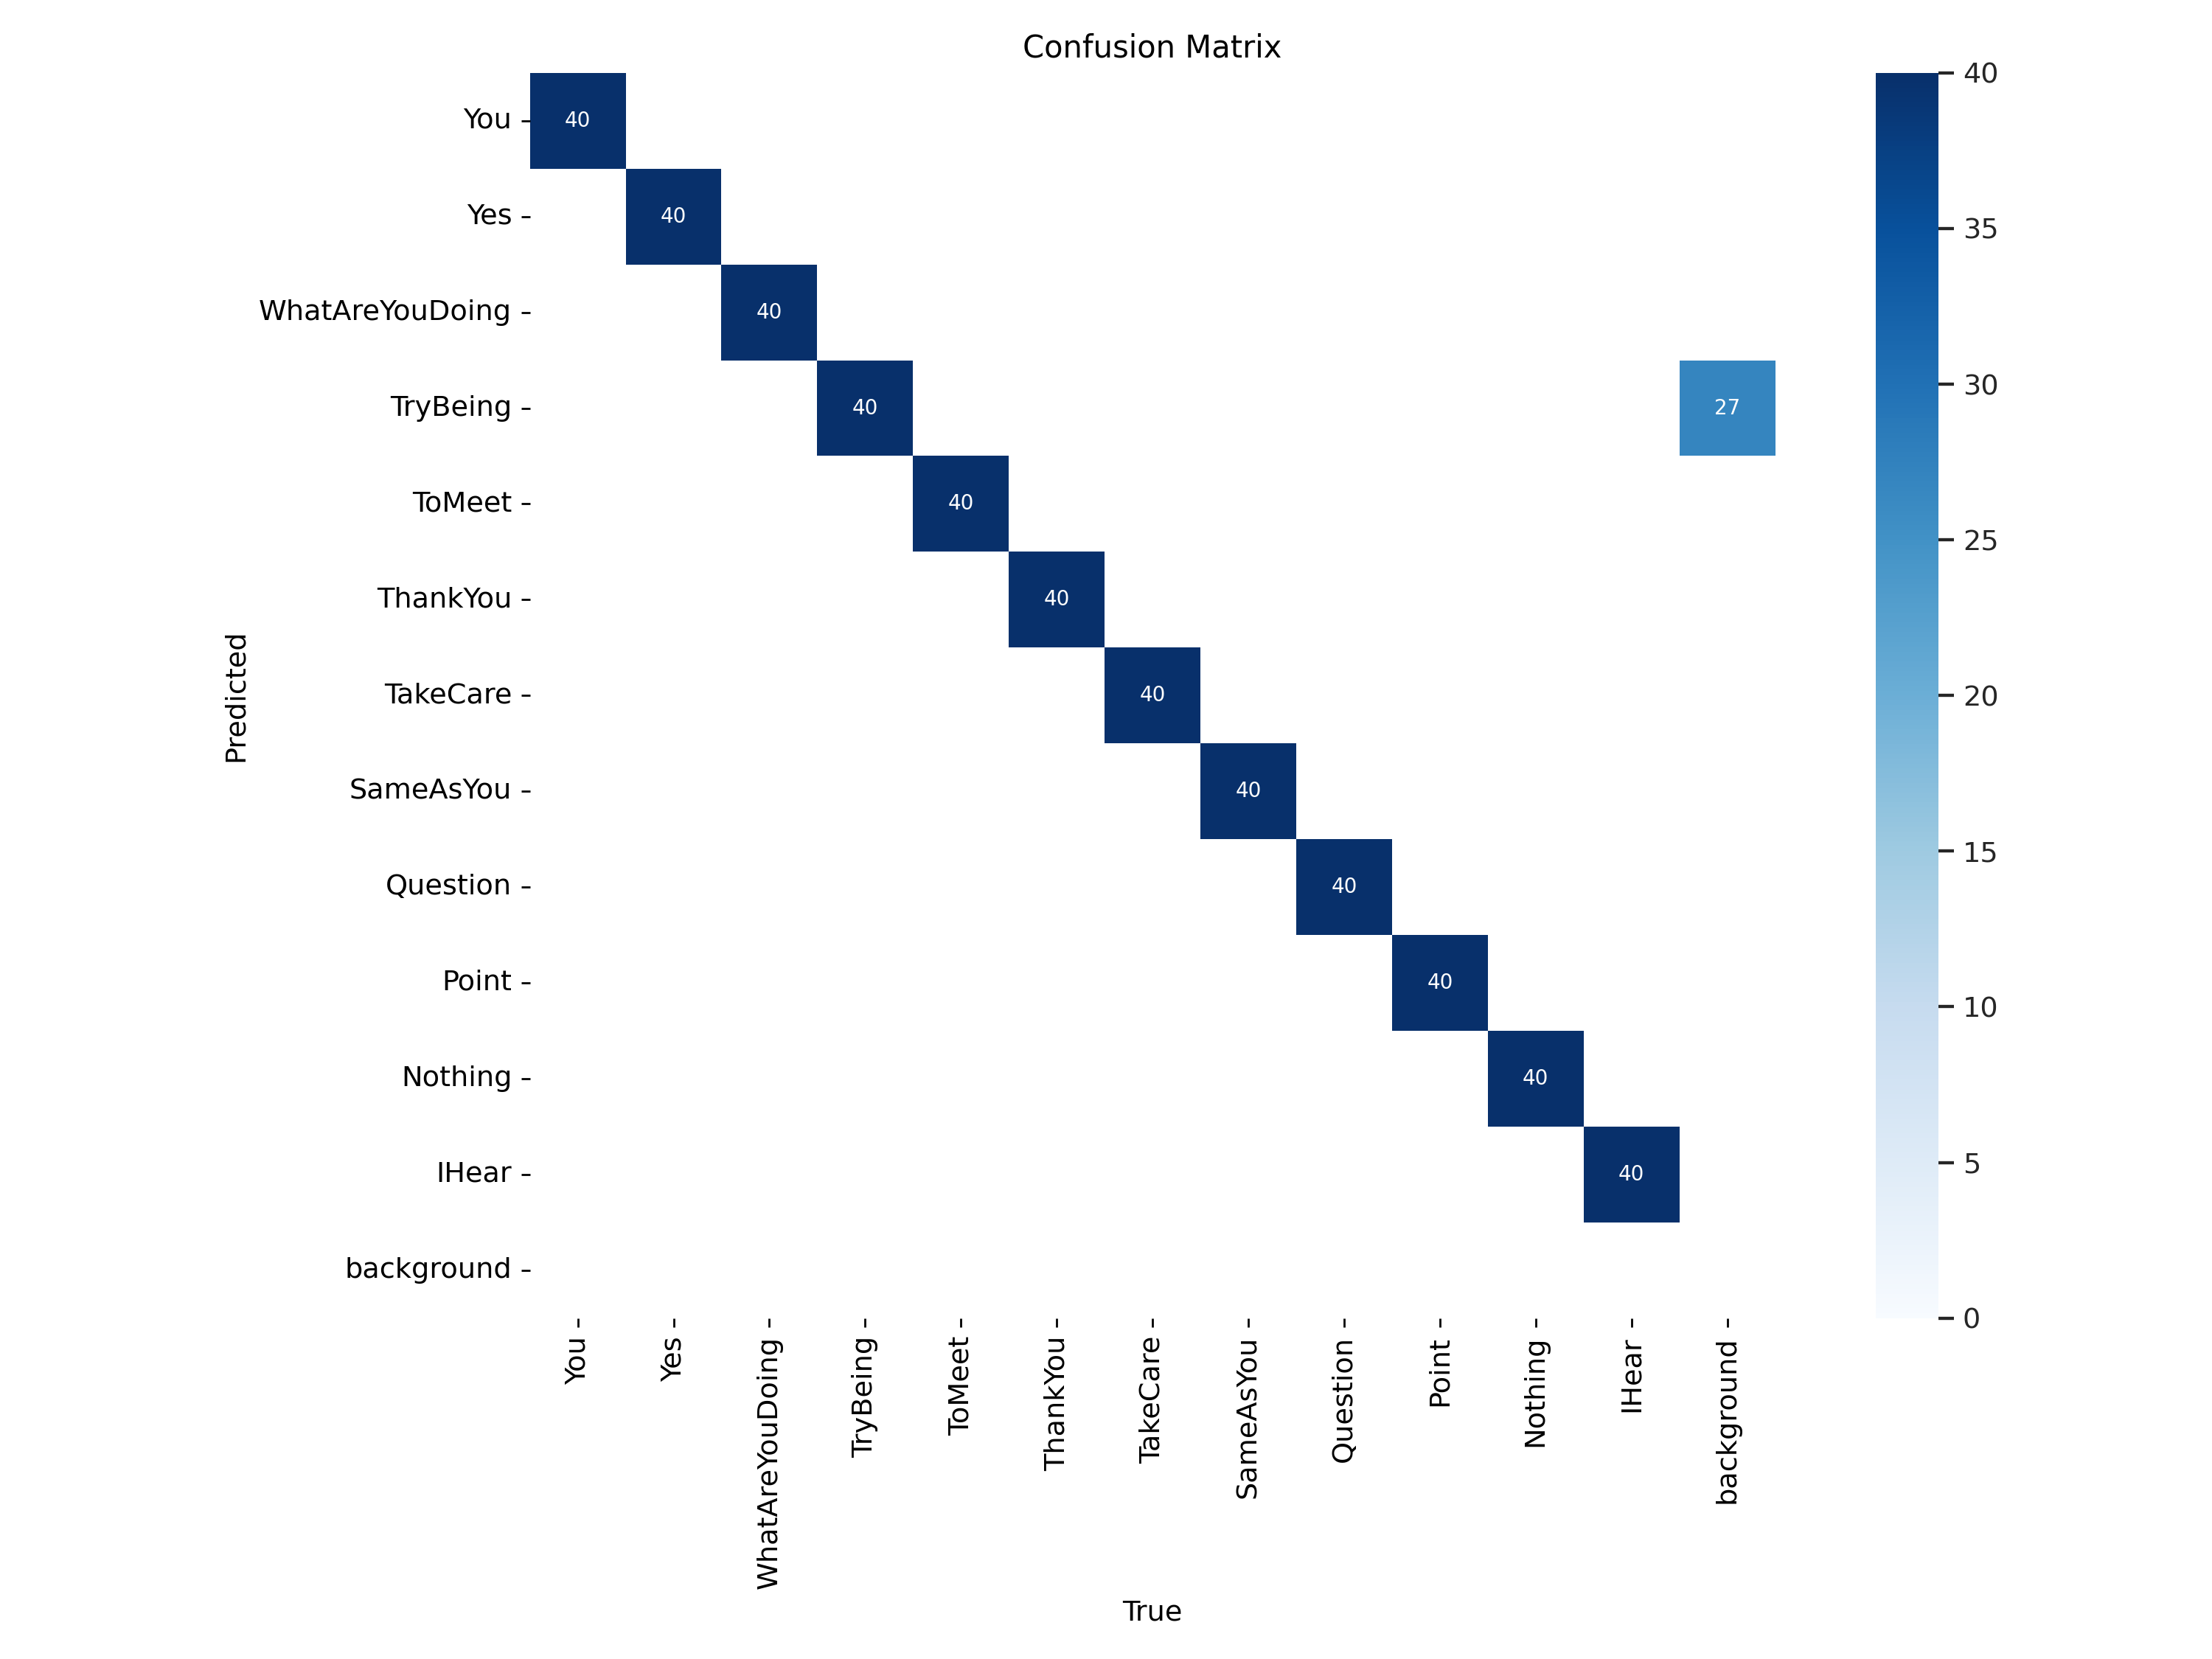 Confusion Matrix
You
Yes
WhatAreYouDoing
TryBeing
ToMeet
ThankYou
TakeCare
SameAsYou
Question
Point
Nothing
IHear
background
Predicted
40
40
40
40 27
40
40
40
40
40
40
40
40
You
Yes
WhatAreYouDoing
TryBeing
ToMeet
ThankYou
TakeCare
SameAsYou
Question
Point
Nothing
IHear
background
True
40
35
30
25
20
15
10
5
0